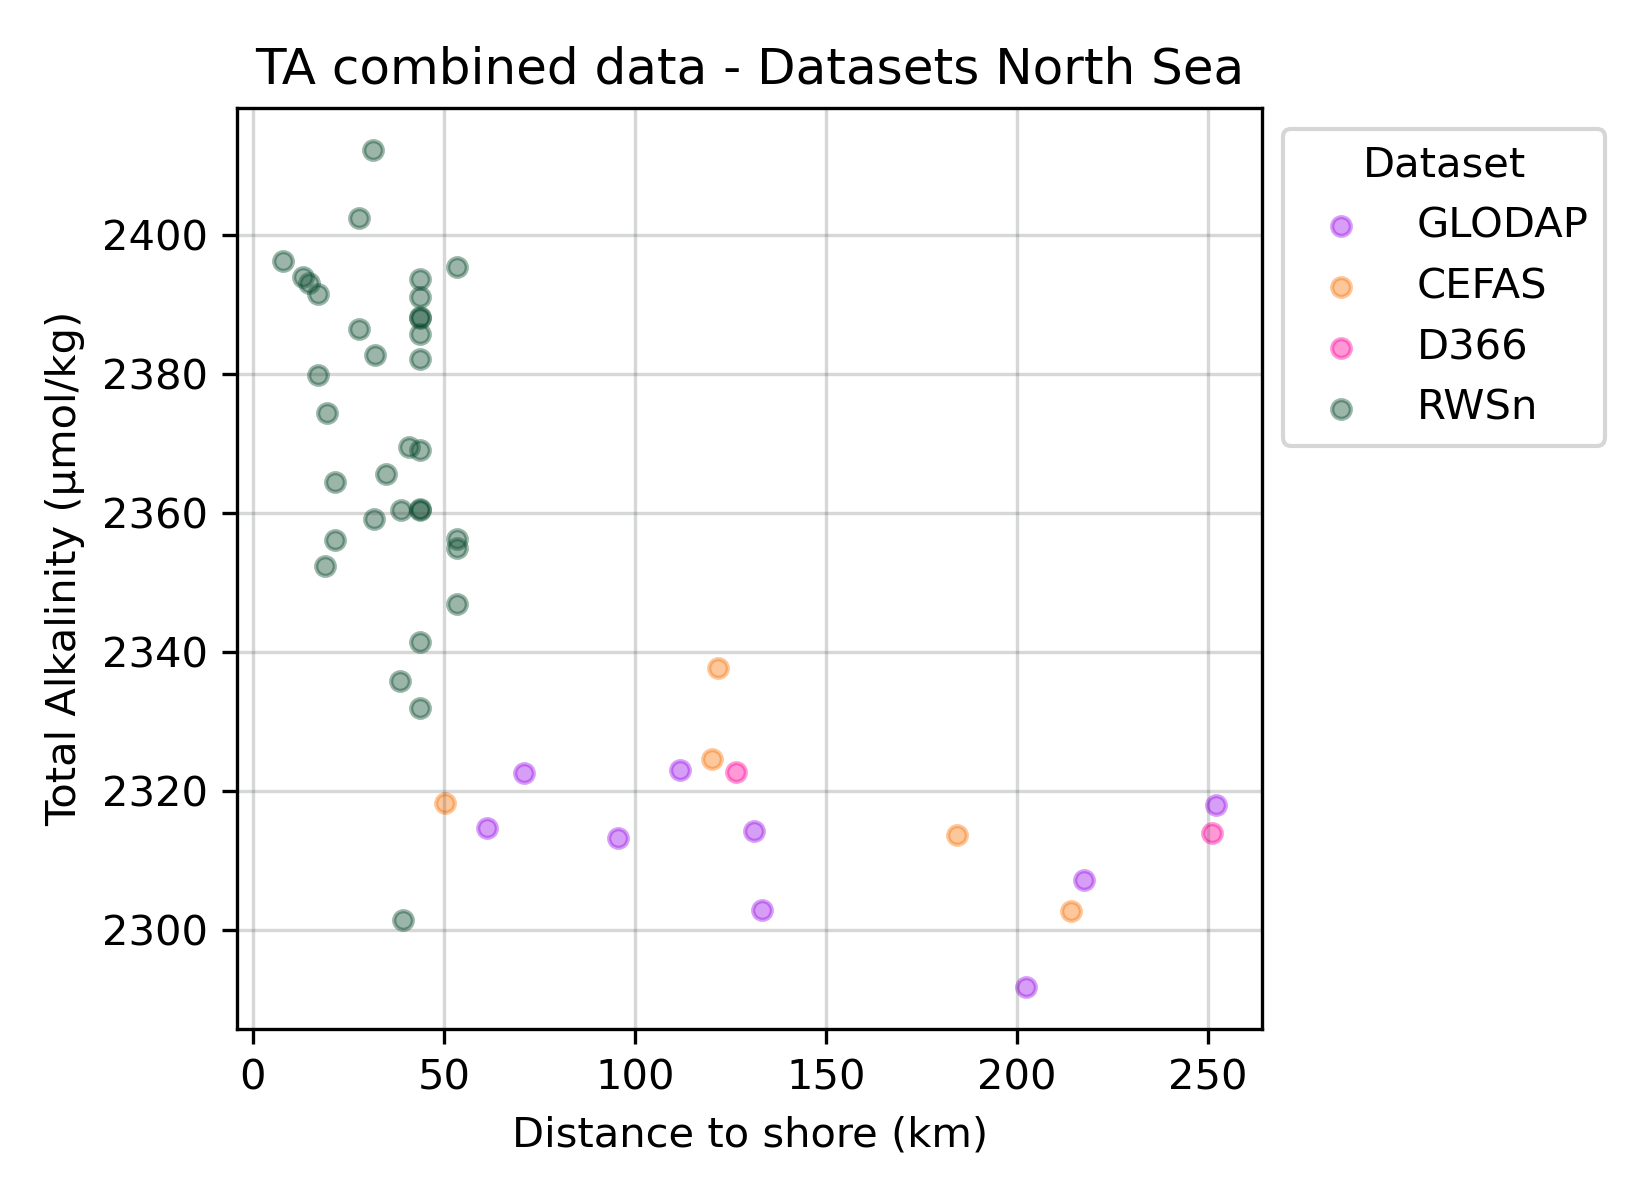 TA combined data - Datasets North Sea
Total Alkalinity (μmol/kg)
2400
2380
2360
2340
2320
2300
0 50 100 150 200 250
Distance to shore (km)
Dataset
GLODAP
CEFAS
D366
RWSn